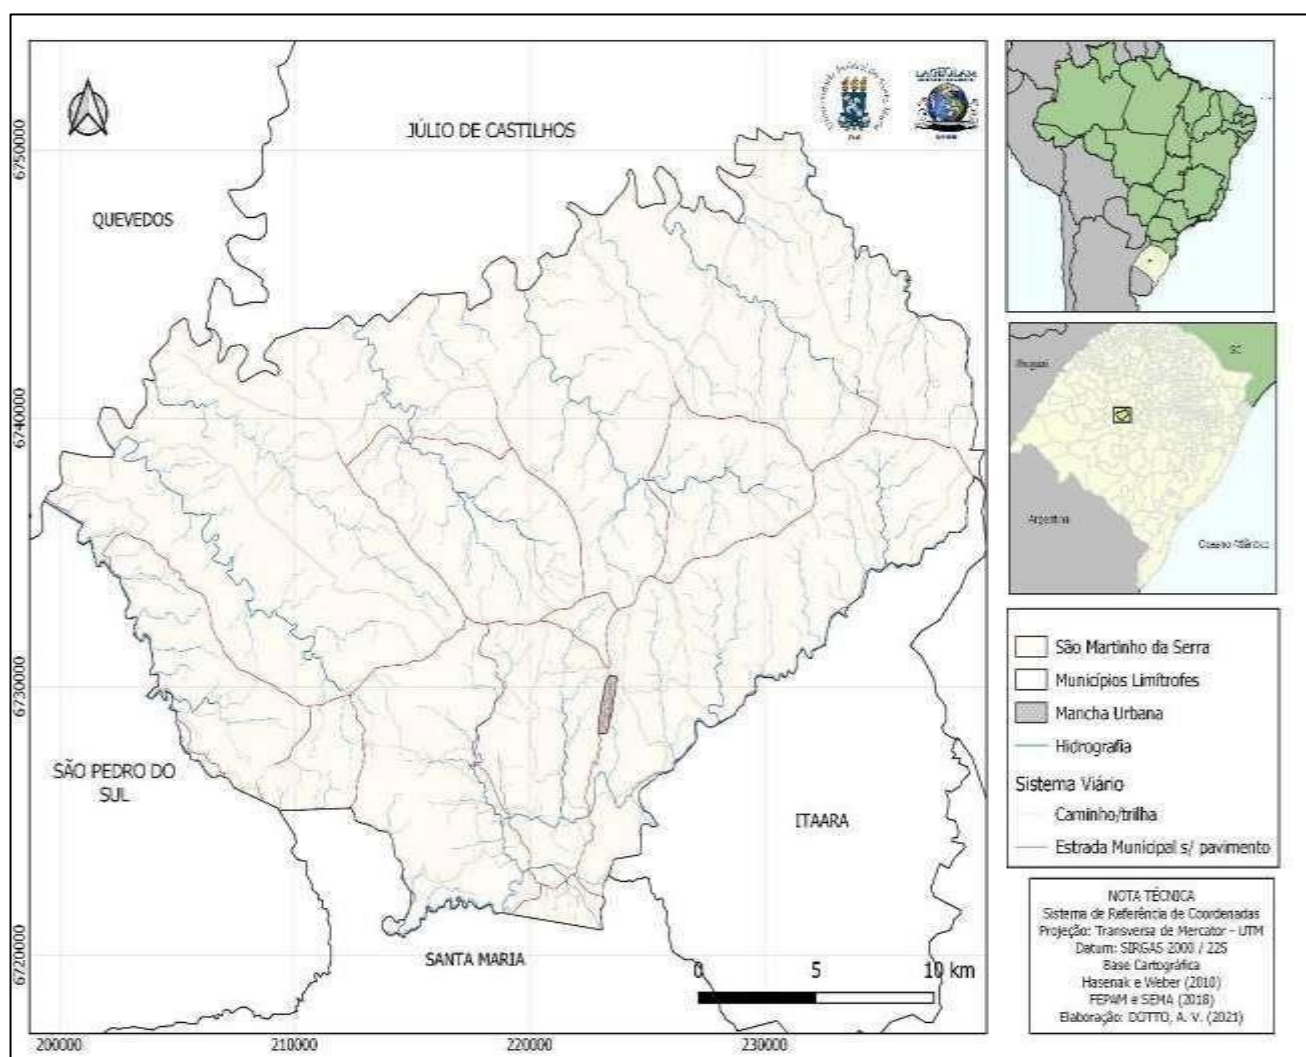 JÚLIO DE CASTILHOS
QUEVEDOS
SÃO PEDRO DO
SUL
ITAARA
SANTA MARIA
6750000
6740000
6730000
6720000
200000
210000
220000
230000
0
5
10 km
SC
Argentina
Oceano Atlântico
São Martinho da Serra
Municípios Limítrofes
Mancha Urbana
Hidrografia
Sistema Viário
Caminho/trilha
Estrada Municipal s/ pavimento
NOTA TÉCNICA
Sistema de Referência de Coordenadas
Projeção: Transversa de Mercator - UTM
Datum: SIRGAS 2000 / 22S
Base Cartográfica
Hasenak e Weber (2010)
FEPAM e SEMA (2018)
Elaboração: DOTTO, A. V. (2021)